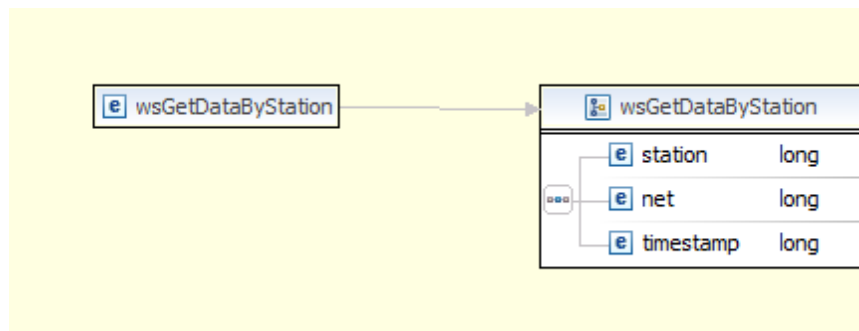 e wsGetDataByStation
wsGetDataByStation
e station long
e net long
e timestamp long